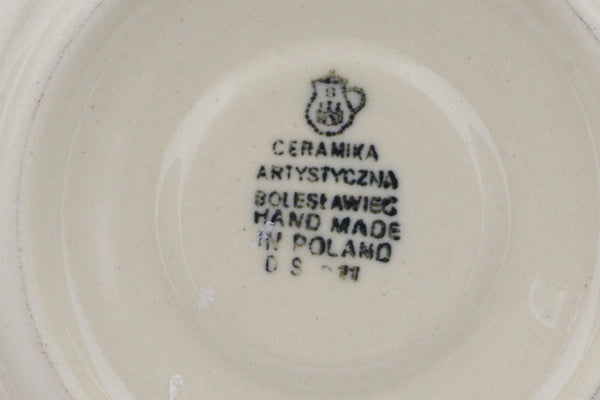 CERAMIKA
ARTYSTYCZNA
BOLESŁAWIEC
HAND MADE
IN POLAND